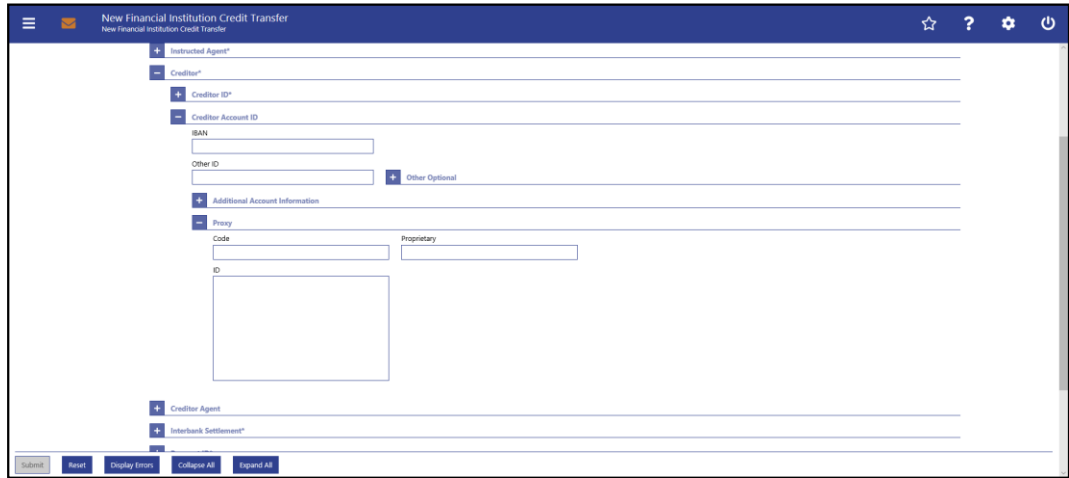 New Financial Institution Credit Transfer
New Financial Institution Credit Transfer
Instructed Agent*
Creditor*
Creditor ID*
Creditor Account ID
IBAN
Other ID
Other Optional
Additional Account Information
Proxy
Code Proprietary
ID
Creditor Agent
Interbank Settlement*
Submit Reset Display Errors Collapse All Expand All